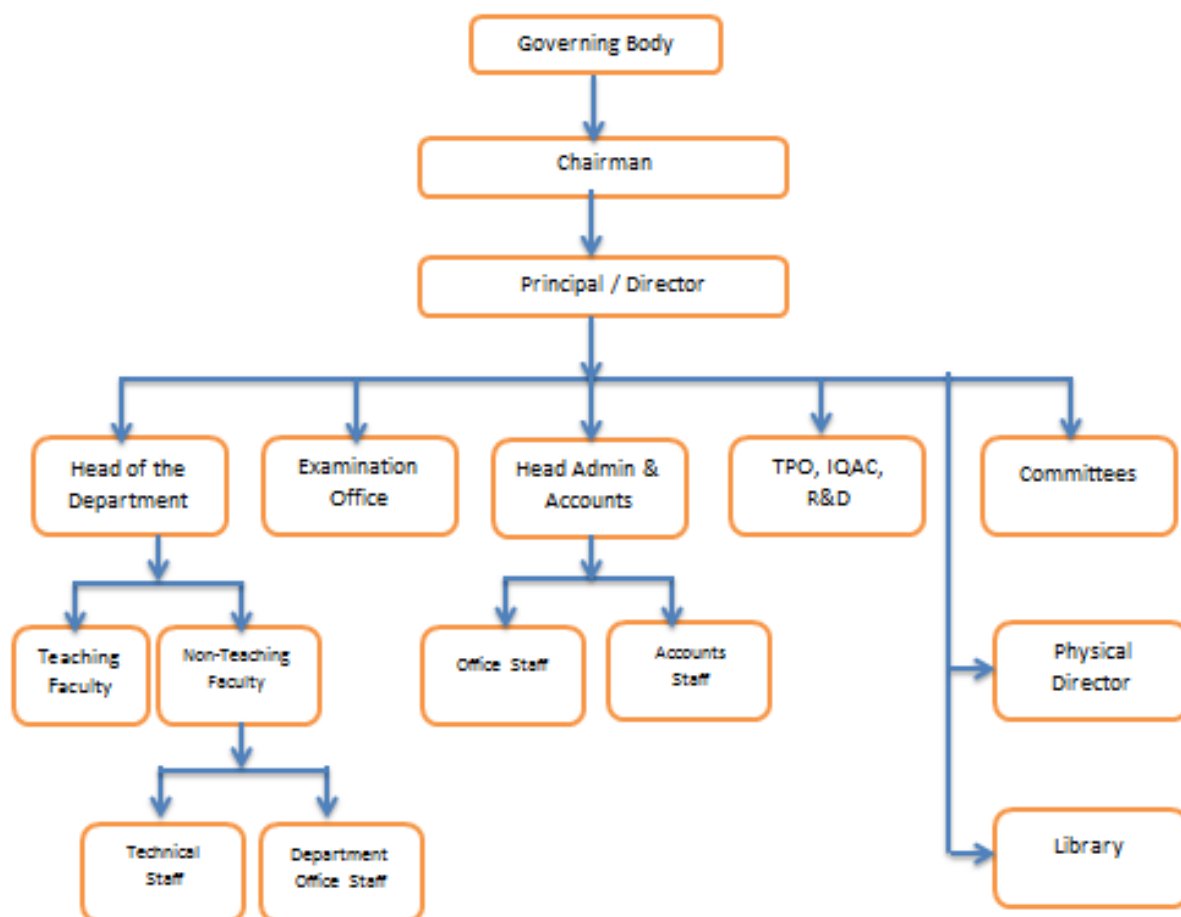 Governing Body
Chairman
Principal / Director
Head of the
Department
Examination
Office
Head Admin &
Accounts
TPO, IQAC,
R&D
Committees
Teaching
Faculty
Non-Teaching
Faculty
Office Staff
Accounts
Staff
Physical
Director
Technical
Staff
Department
Office Staff
Library